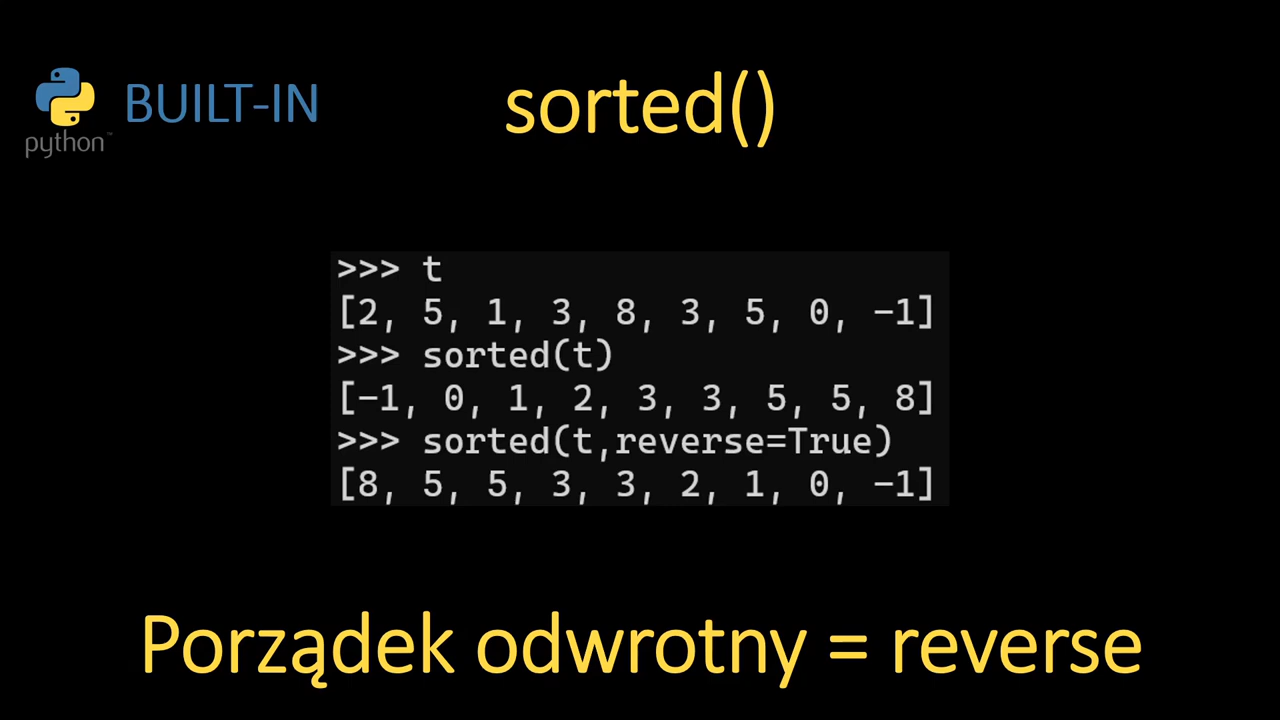 BUILT-IN
sorted()
python™
>>> t
[2, 5, 1, 3, 8, 3, 5, 0, -1]
>>> sorted(t)
[-1, 0, 1, 2, 3, 3, 5, 5, 8]
>>> sorted(t,reverse=True)
[8, 5, 5, 3, 3, 2, 1, 0, -1]
Porządek odwrotny = reverse